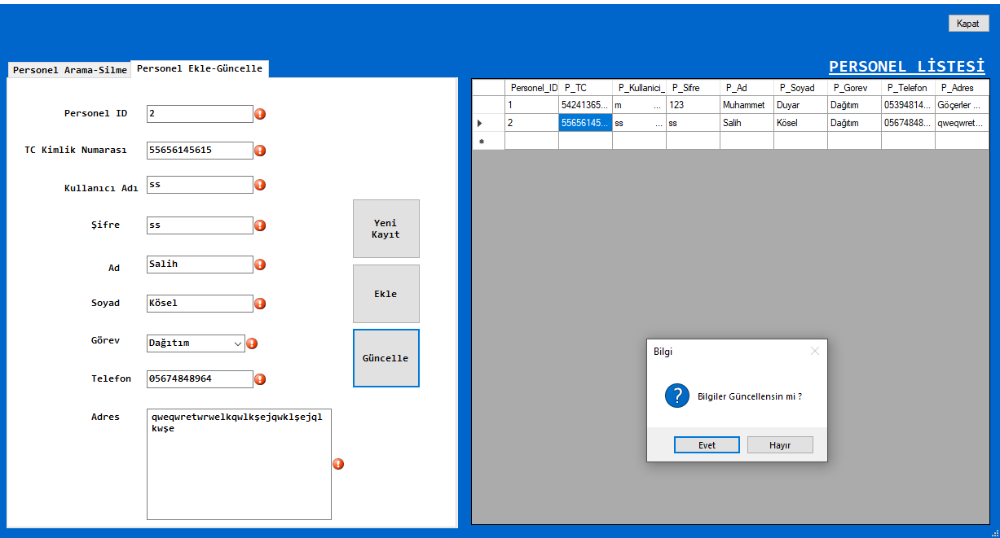 Kapat
Personel Arama-Silme
Personel Ekle-Güncelle
PERSONEL LİSTESİ
Personel ID
2
TC Kimlik Numarası
55656145615
Kullanıcı Adı
ss
Şifre
ss
Ad
Salih
Soyad
Kösel
Görev
Dağıtım
Telefon
05674848964
Adres
qweqwretwrwelkqwlkşejqwklşejql
kwşe
Yeni
Kayıt
Ekle
Güncelle
Personel_ID P_TC P_Kullanici_ P_Sifre P_Ad P_Soyad P_Gorev P_Telefon P_Adres
1 54241365... m ... 123 Muhammet Duyar Dağıtım 05394814... Göçerler ...
2 55656145... ss ... ss Salih Kösel Dağıtım 05674848... qweqwret...
Bilgi
Bilgiler Güncellensin mi ?
Evet
Hayır